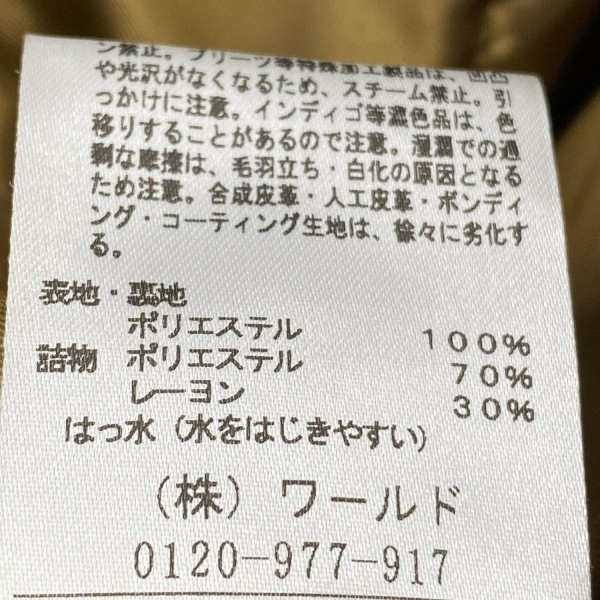 ン禁止。プリーツ等特殊加工製品は、凹凸
や光沢がなくなるため、スチーム禁止。引
っかけに注意。インディゴ等濃色品は、色
移りすることがあるので注意。湿潤での過
剰な摩擦は、毛羽立ち・白化の原因となる
ため注意。合成皮革・人工皮革・ボンディ
ング・コーティング生地は、徐々に劣化す
る。
表地・裏地
ポリエステル 100%
詰物 ポリエステル 70%
レーヨン 30%
はっ水（水をはじきやすい）
（株）ワールド
0120-977-917